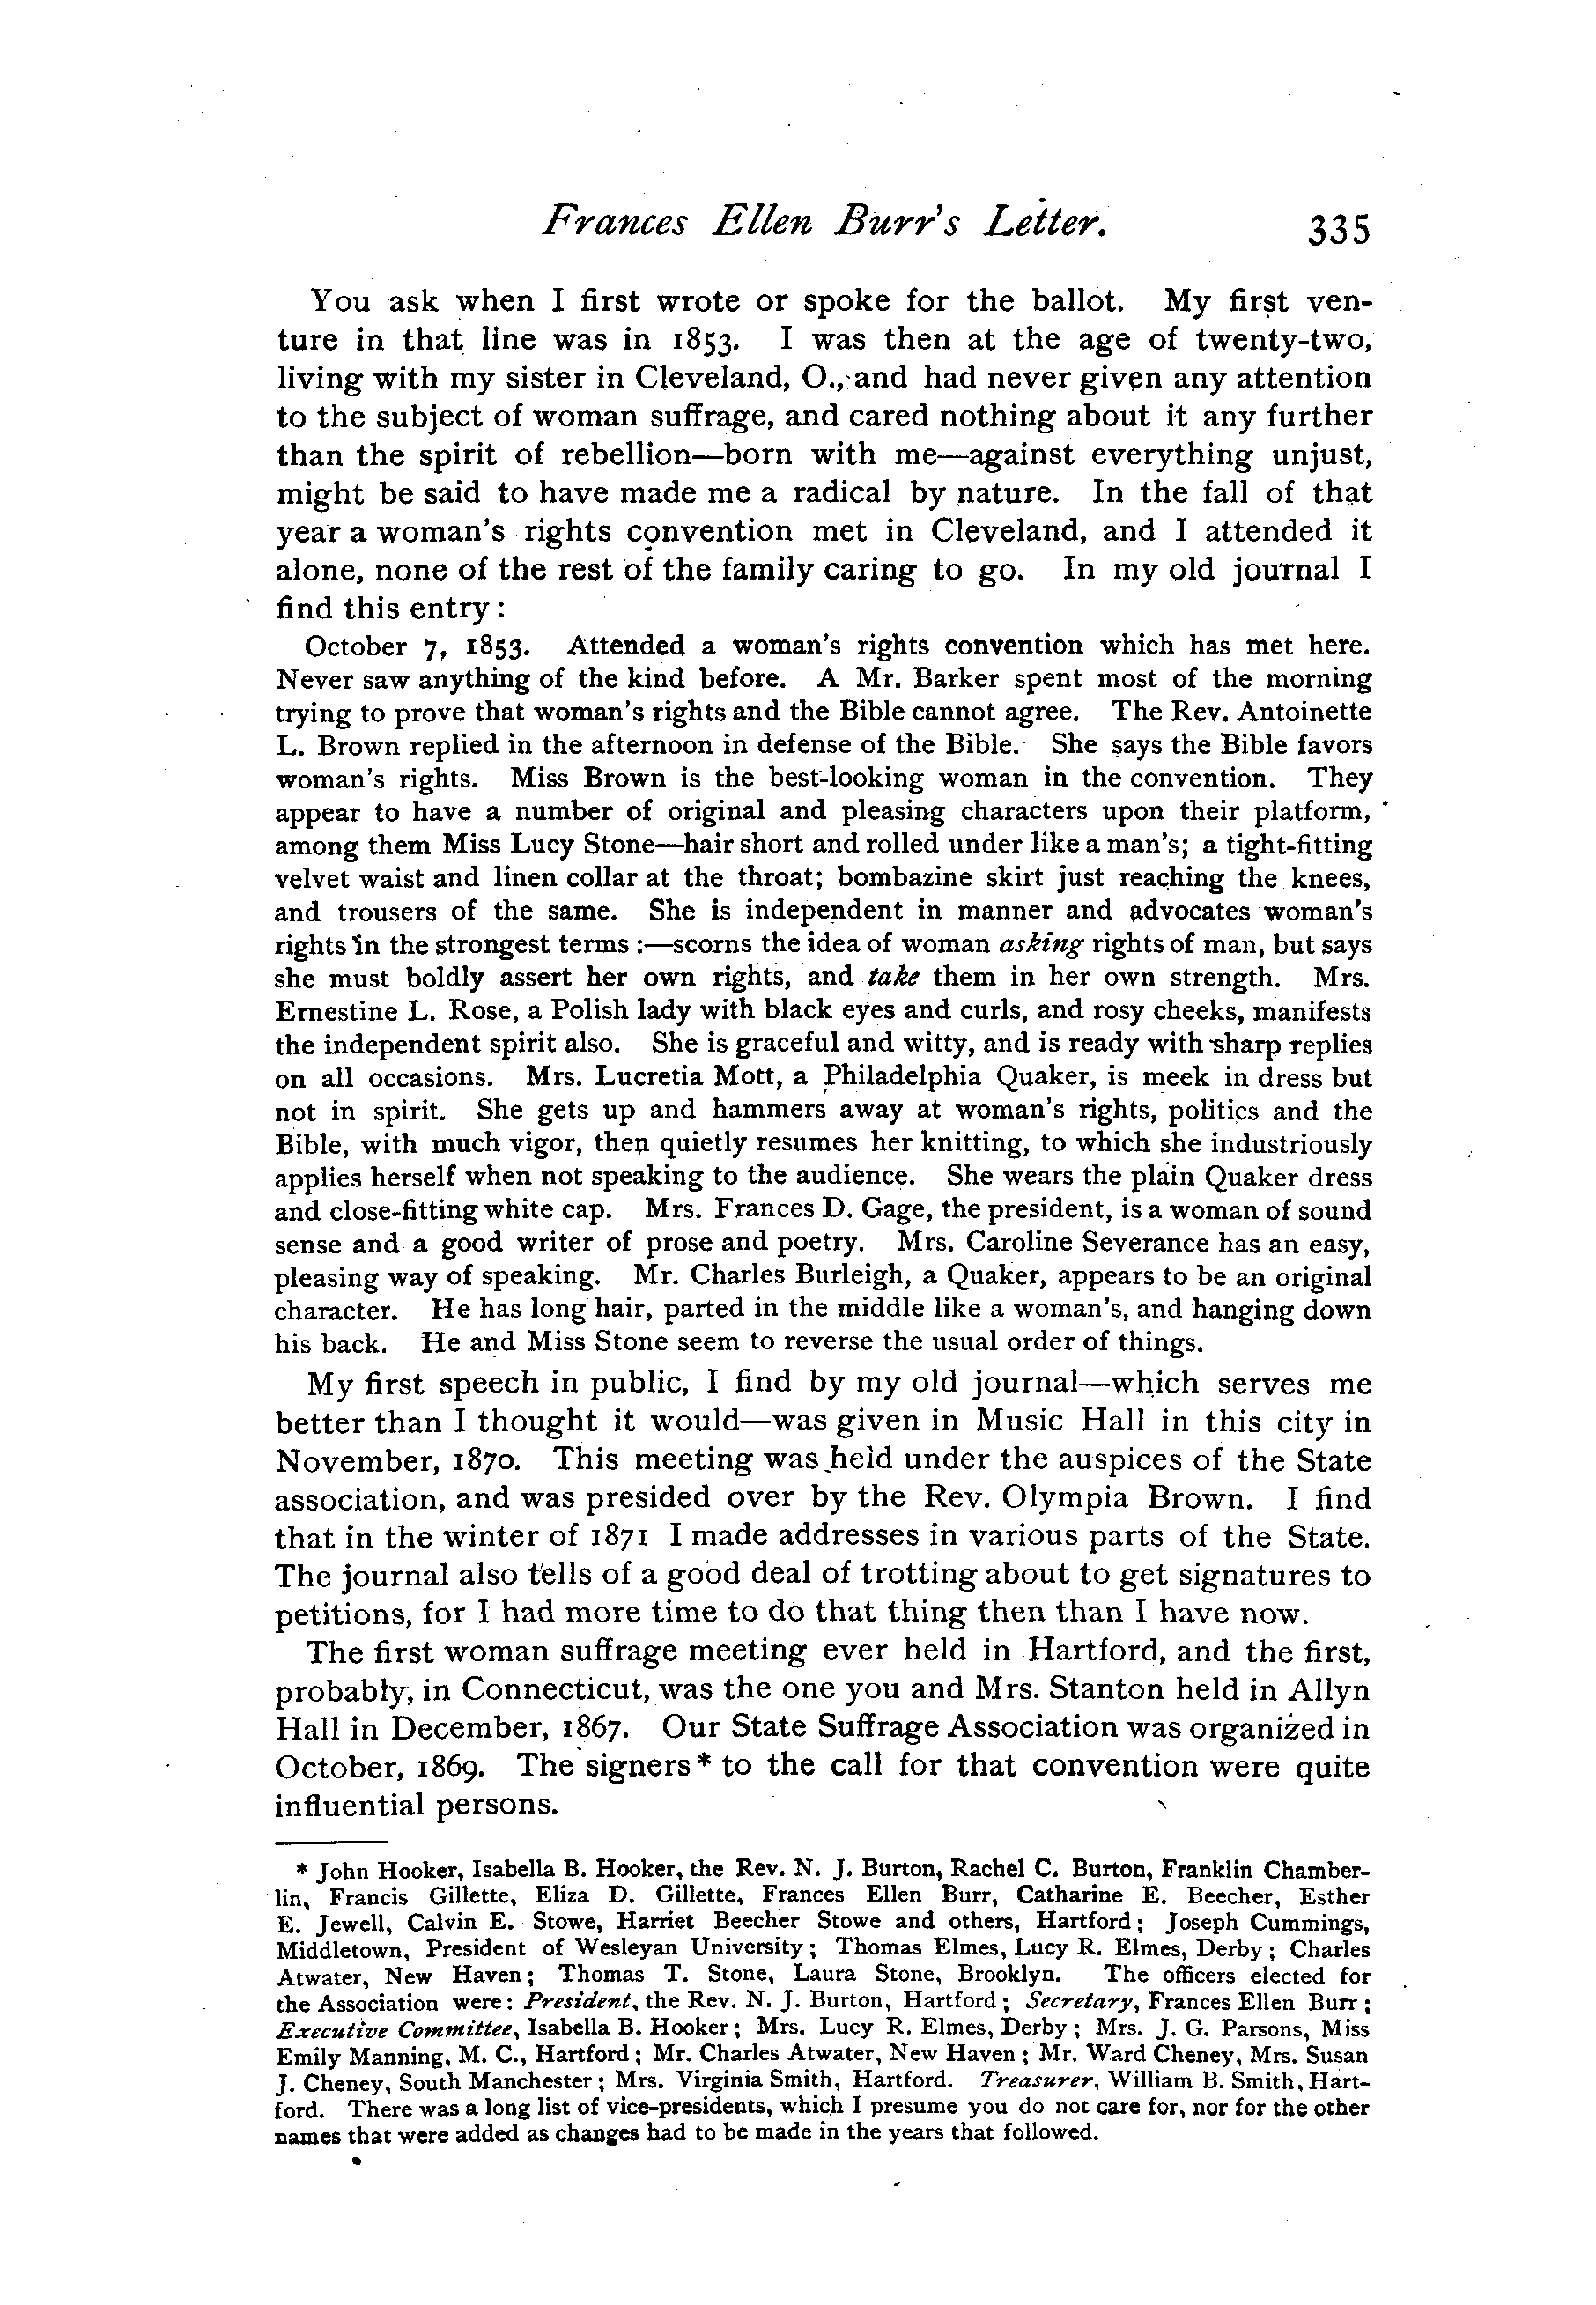 Frances Ellen Burr's Letter. 335
You ask when I first wrote or spoke for the ballot. My first ven-
ture in that line was in 1853. I was then at the age of twenty-two,
living with my sister in Cleveland, O., and had never given any attention
to the subject of woman suffrage, and cared nothing about it any further
than the spirit of rebellion—born with me—against everything unjust,
might be said to have made me a radical by nature. In the fall of that
year a woman's rights convention met in Cleveland, and I attended it
alone, none of the rest of the family caring to go. In my old journal I
find this entry:
October 7, 1853. Attended a woman's rights convention which has met here.
Never saw anything of the kind before. A Mr. Barker spent most of the morning
trying to prove that woman's rights and the Bible cannot agree. The Rev. Antoinette
L. Brown replied in the afternoon in defense of the Bible. She says the Bible favors
woman's rights. Miss Brown is the best-looking woman in the convention. They
appear to have a number of original and pleasing characters upon their platform,
among them Miss Lucy Stone—hair short and rolled under like a man's; a tight-fitting
velvet waist and linen collar at the throat; bombazine skirt just reaching the knees,
and trousers of the same. She is independent in manner and advocates woman's
rights in the strongest terms:—scorns the idea of woman asking rights of man, but says
she must boldly assert her own rights, and take them in her own strength. Mrs.
Ernestine L. Rose, a Polish lady with black eyes and curls, and rosy cheeks, manifests
the independent spirit also. She is graceful and witty, and is ready with sharp replies
on all occasions. Mrs. Lucretia Mott, a Philadelphia Quaker, is meek in dress but
not in spirit. She gets up and hammers away at woman's rights, politics and the
Bible, with much vigor, then quietly resumes her knitting, to which she industriously
applies herself when not speaking to the audience. She wears the plain Quaker dress
and close-fitting white cap. Mrs. Frances D. Gage, the president, is a woman of sound
sense and a good writer of prose and poetry. Mrs. Caroline Severance has an easy,
pleasing way of speaking. Mr. Charles Burleigh, a Quaker, appears to be an original
character. He has long hair, parted in the middle like a woman's, and hanging down
his back. He and Miss Stone seem to reverse the usual order of things.
My first speech in public, I find by my old journal—which serves me
better than I thought it would—was given in Music Hall in this city in
November, 1870. This meeting was held under the auspices of the State
association, and was presided over by the Rev. Olympia Brown. I find
that in the winter of 1871 I made addresses in various parts of the State.
The journal also tells of a good deal of trotting about to get signatures to
petitions, for I had more time to do that thing then than I have now.
The first woman suffrage meeting ever held in Hartford, and the first,
probably, in Connecticut, was the one you and Mrs. Stanton held in Allyn
Hall in December, 1867. Our State Suffrage Association was organized in
October, 1869. The signers* to the call for that convention were quite
influential persons.
* John Hooker, Isabella B. Hooker, the Rev. N. J. Burton, Rachel C. Burton, Franklin Chamber-
lin, Francis Gillette, Eliza D. Gillette, Frances Ellen Burr, Catharine E. Beecher, Esther
E. Jewell, Calvin E. Stowe, Harriet Beecher Stowe and others, Hartford; Joseph Cummings,
Middletown, President of Wesleyan University; Thomas Elmes, Lucy R. Elmes, Derby; Charles
Atwater, New Haven; Thomas T. Stone, Laura Stone, Brooklyn. The officers elected for
the Association were: President, the Rev. N. J. Burton, Hartford; Secretary, Frances Ellen Burr;
Executive Committee, Isabella B. Hooker; Mrs. Lucy R. Elmes, Derby; Mrs. J. G. Parsons, Miss
Emily Manning, M. C., Hartford; Mr. Charles Atwater, New Haven; Mr. Ward Cheney, Mrs. Susan
J. Cheney, South Manchester; Mrs. Virginia Smith, Hartford. Treasurer, William B. Smith, Hart-
ford. There was a long list of vice-presidents, which I presume you do not care for, nor for the other
names that were added as changes had to be made in the years that followed.